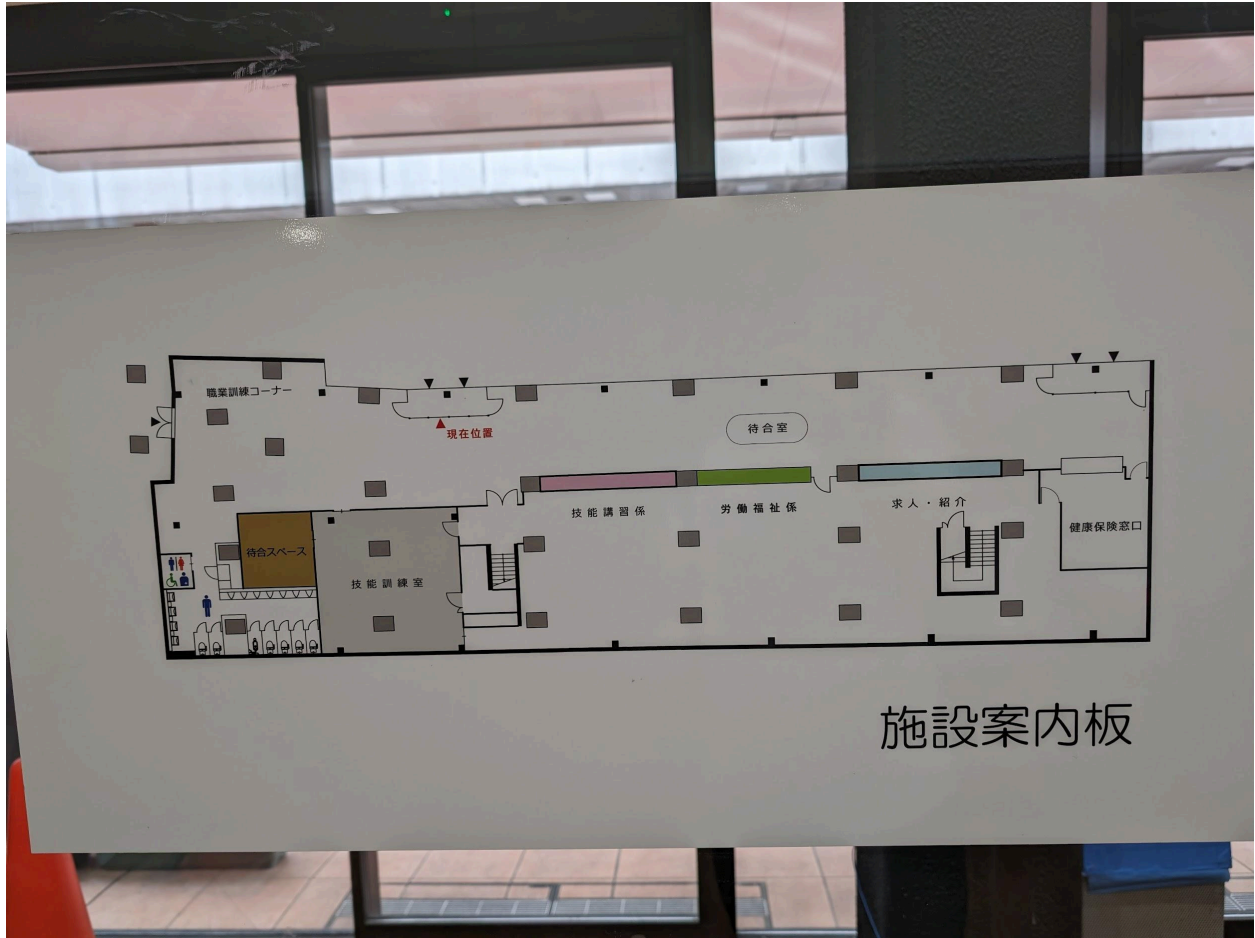 職業訓練コーナー
現在位置
待合室
技能講習係
労働福祉係
求人・紹介
健康保険窓口
待合スペース
技能訓練室
施設案内板